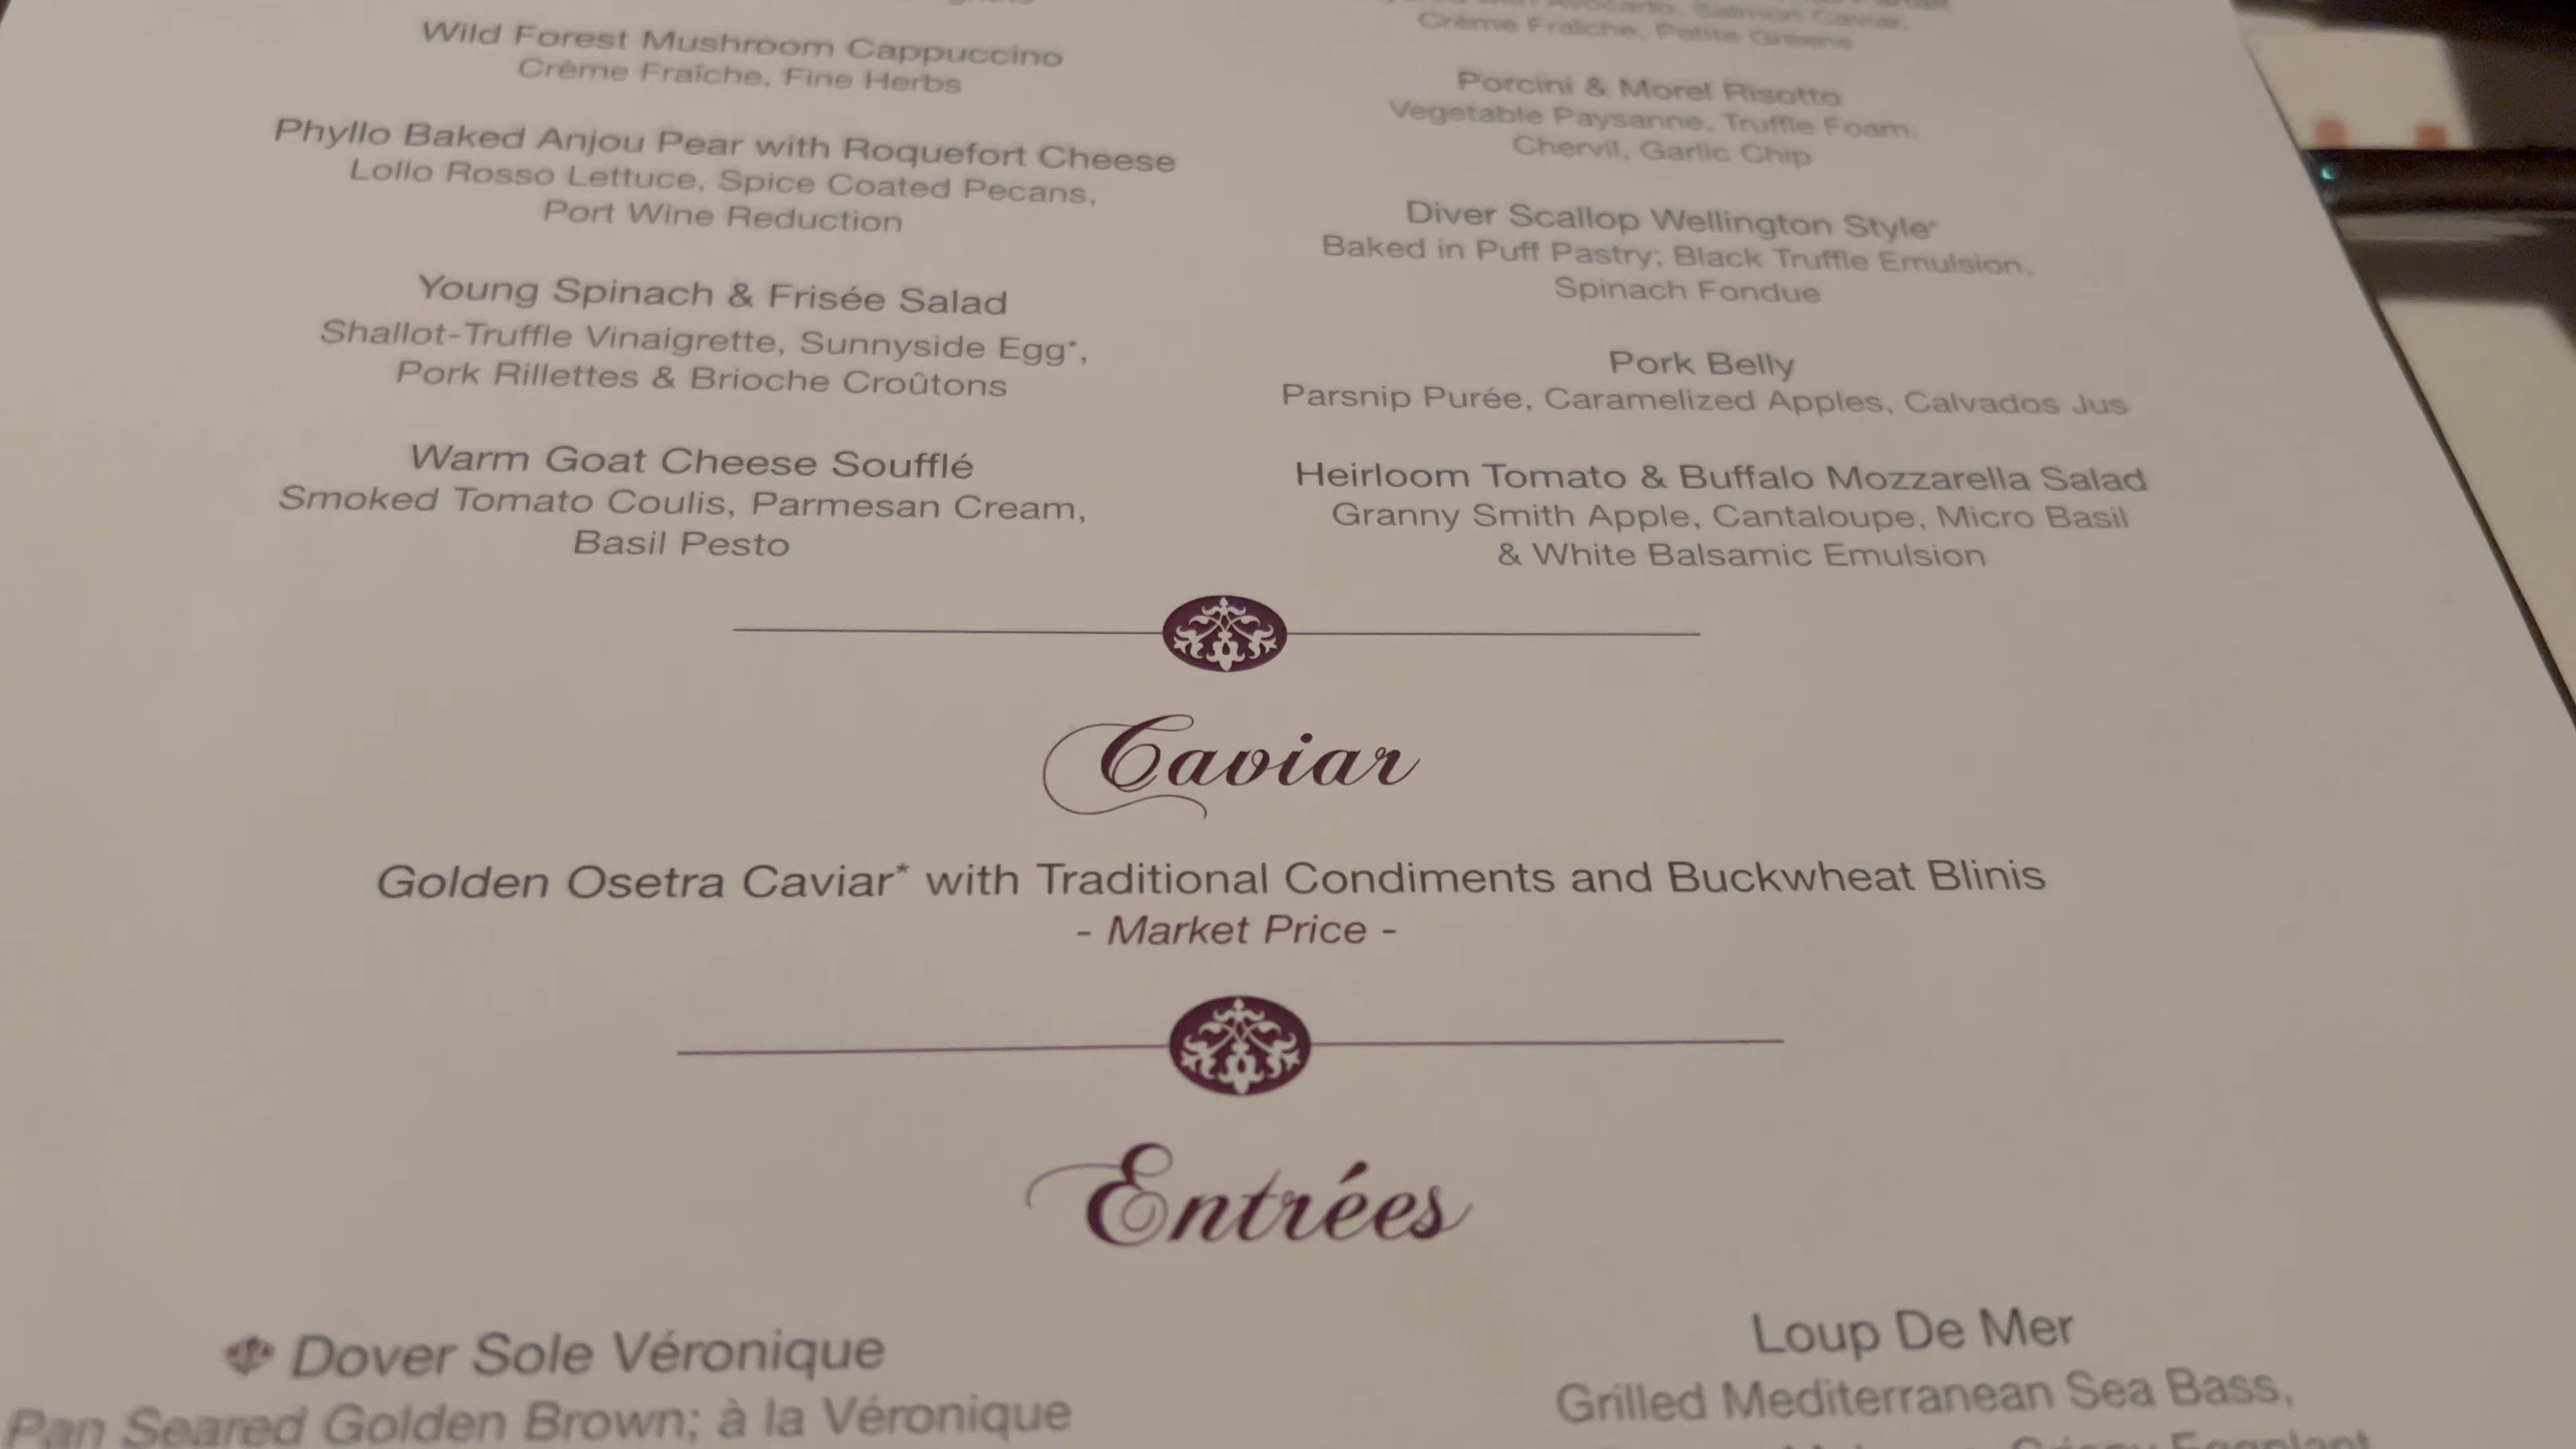 Wild Forest Mushroom Cappuccino
Crème Fraîche, Fine Herbs
Phyllo Baked Anjou Pear with Roquefort Cheese
Lollo Rosso Lettuce, Spice Coated Pecans,
Port Wine Reduction
Young Spinach & Frisée Salad
Shallot-Truffle Vinaigrette, Sunnyside Egg*,
Pork Rillettes & Brioche Croûtons
Warm Goat Cheese Soufflé
Smoked Tomato Coulis, Parmesan Cream,
Basil Pesto
Salmon Caviar,
Crème Fraîche, Petite Greens
Porcini & Morel Risotto
Vegetable Paysanne, Truffle Foam,
Chervil, Garlic Chip
Diver Scallop Wellington Style*
Baked in Puff Pastry; Black Truffle Emulsion,
Spinach Fondue
Pork Belly
Parsnip Purée, Caramelized Apples, Calvados Jus
Heirloom Tomato & Buffalo Mozzarella Salad
Granny Smith Apple, Cantaloupe, Micro Basil
& White Balsamic Emulsion
Caviar
Golden Osetra Caviar* with Traditional Condiments and Buckwheat Blinis
- Market Price -
Entrées
Dover Sole Véronique
Pan Seared Golden Brown; à la Véronique
Loup De Mer
Grilled Mediterranean Sea Bass,
Crispy Eggplant